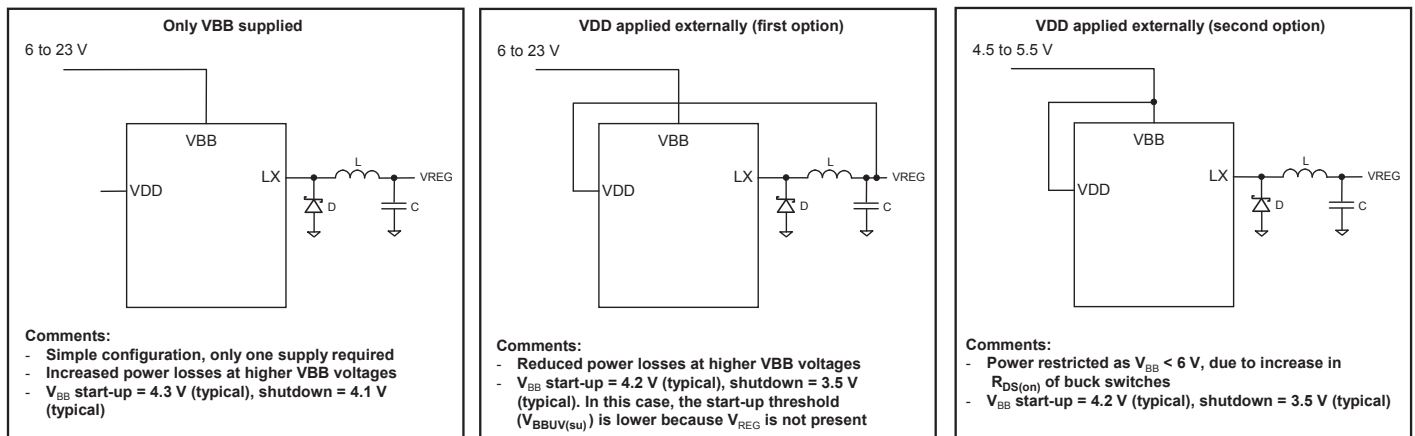 Only VBB supplied
6 to 23 V
VBB
VDD
LX
L
VREG
D
C
Comments:
- Simple configuration, only one supply required
- Increased power losses at higher VBB voltages
- VBB start-up = 4.3 V (typical), shutdown = 4.1 V
(typical)
VDD applied externally (first option)
6 to 23 V
VBB
VDD
LX
L
VREG
D
C
Comments:
- Reduced power losses at higher VBB voltages
- VBB start-up = 4.2 V (typical), shutdown = 3.5 V
(typical). In this case, the start-up threshold
(VBBUV(su)) is lower because VREG is not present
VDD applied externally (second option)
4.5 to 5.5 V
VBB
VDD
LX
L
VREG
D
C
Comments:
- Power restricted as VBB < 6 V, due to increase in
RDS(on) of buck switches
- VBB start-up = 4.2 V (typical), shutdown = 3.5 V (typical)